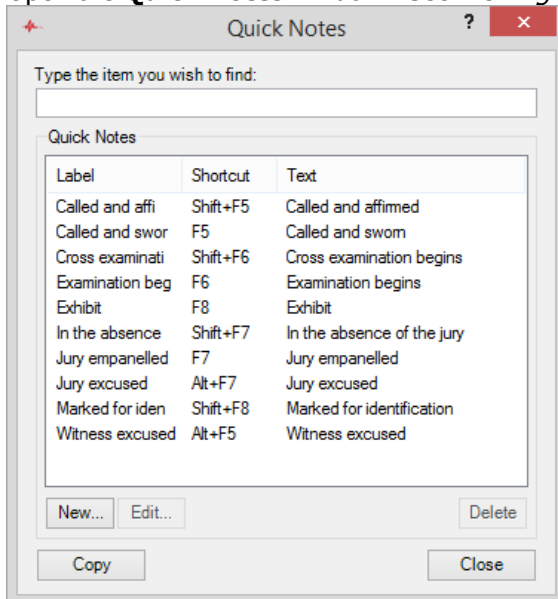 Quick Notes ? ×
Type the item you wish to find:
Quick Notes
Label Shortcut Text
Called and affi Shift+F5 Called and affirmed
Called and swor F5 Called and sworn
Cross examinati Shift+F6 Cross examination begins
Examination beg F6 Examination begins
Exhibit F8 Exhibit
In the absence Shift+F7 In the absence of the jury
Jury empanelled F7 Jury empanelled
Jury excused Alt+F7 Jury excused
Marked for iden Shift+F8 Marked for identification
Witness excused Alt+F5 Witness excused
New... Edit... Delete
Copy Close